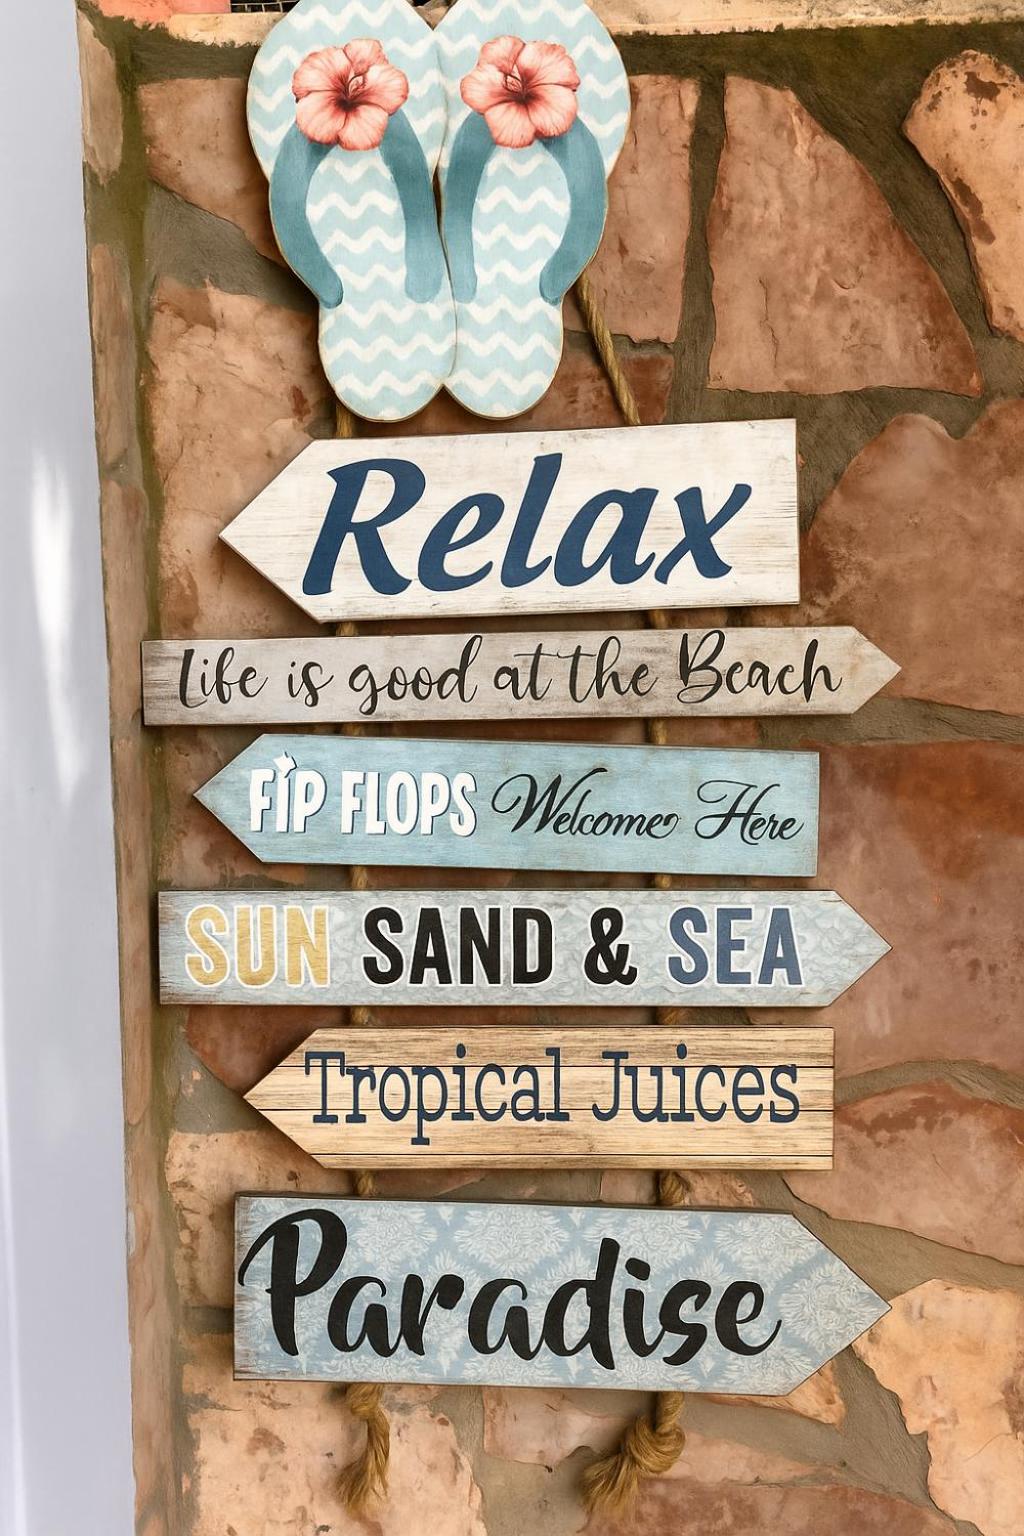 Relax
Life is good at the Beach
FiP FLOPS Welcome Here
SUN SAND & SEA
Tropical Juices
Paradise